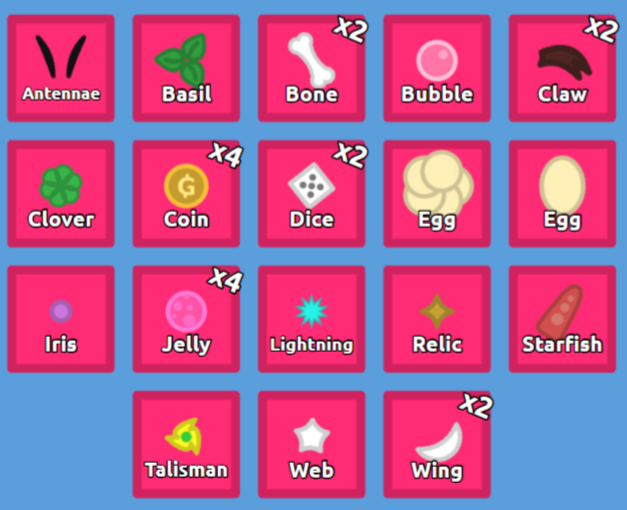 x2
x2
Antennae Basil Bone Bubble Claw
x4
x2
Clover Coin Dice Egg Egg
x4
Iris Jelly Lightning Relic Starfish
x2
Talisman Web Wing